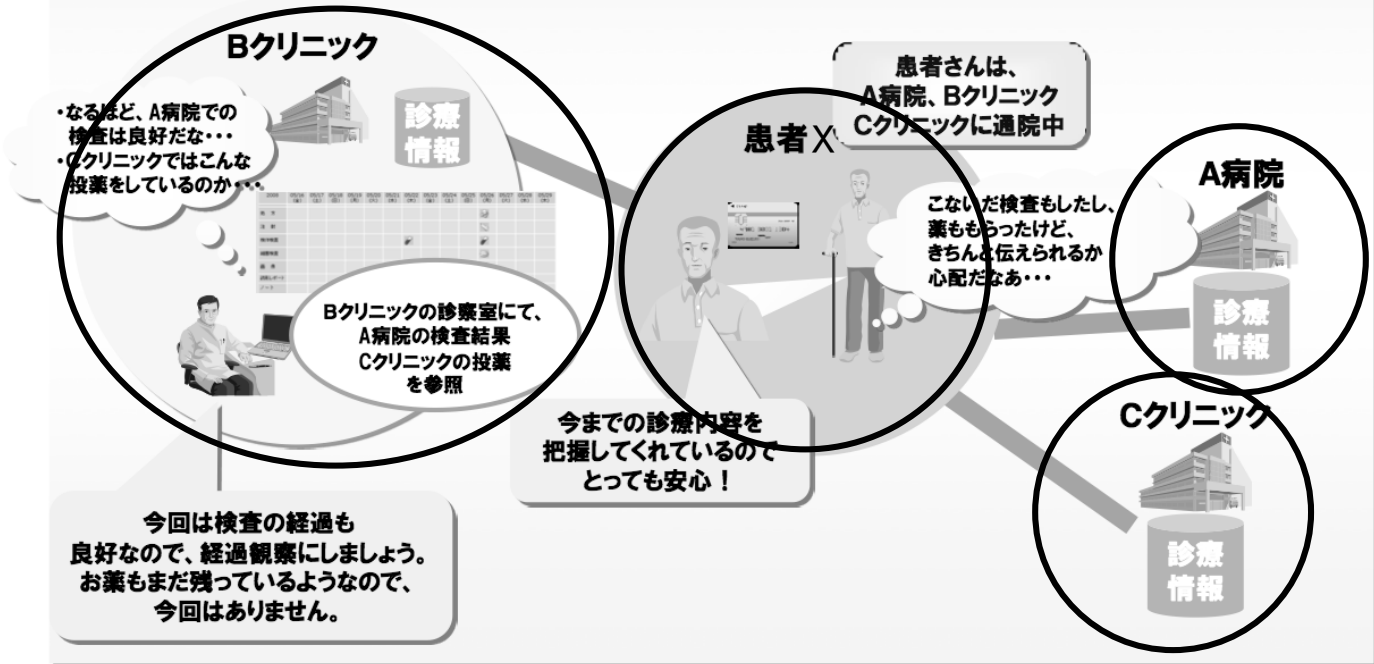 Bクリニック
・なるほど、A病院での
検査は良好だな・・・
・Cクリニックではこんな
投薬をしているのか・・・
診療
情報
Bクリニックの診察室にて、
A病院の検査結果
Cクリニックの投薬
を参照
今回は検査の経過も
良好なので、経過観察にしましょう。
お薬もまだ残っているようなので、
今回はありません。
患者X
患者さんは、
A病院、Bクリニック
Cクリニックに通院中
こないだ検査もしたし、
薬ももらったけど、
きちんと伝えられるか
心配だなあ・・・
今までの診療内容を
把握してくれているので
とっても安心！
A病院
診療
情報
Cクリニック
診療
情報